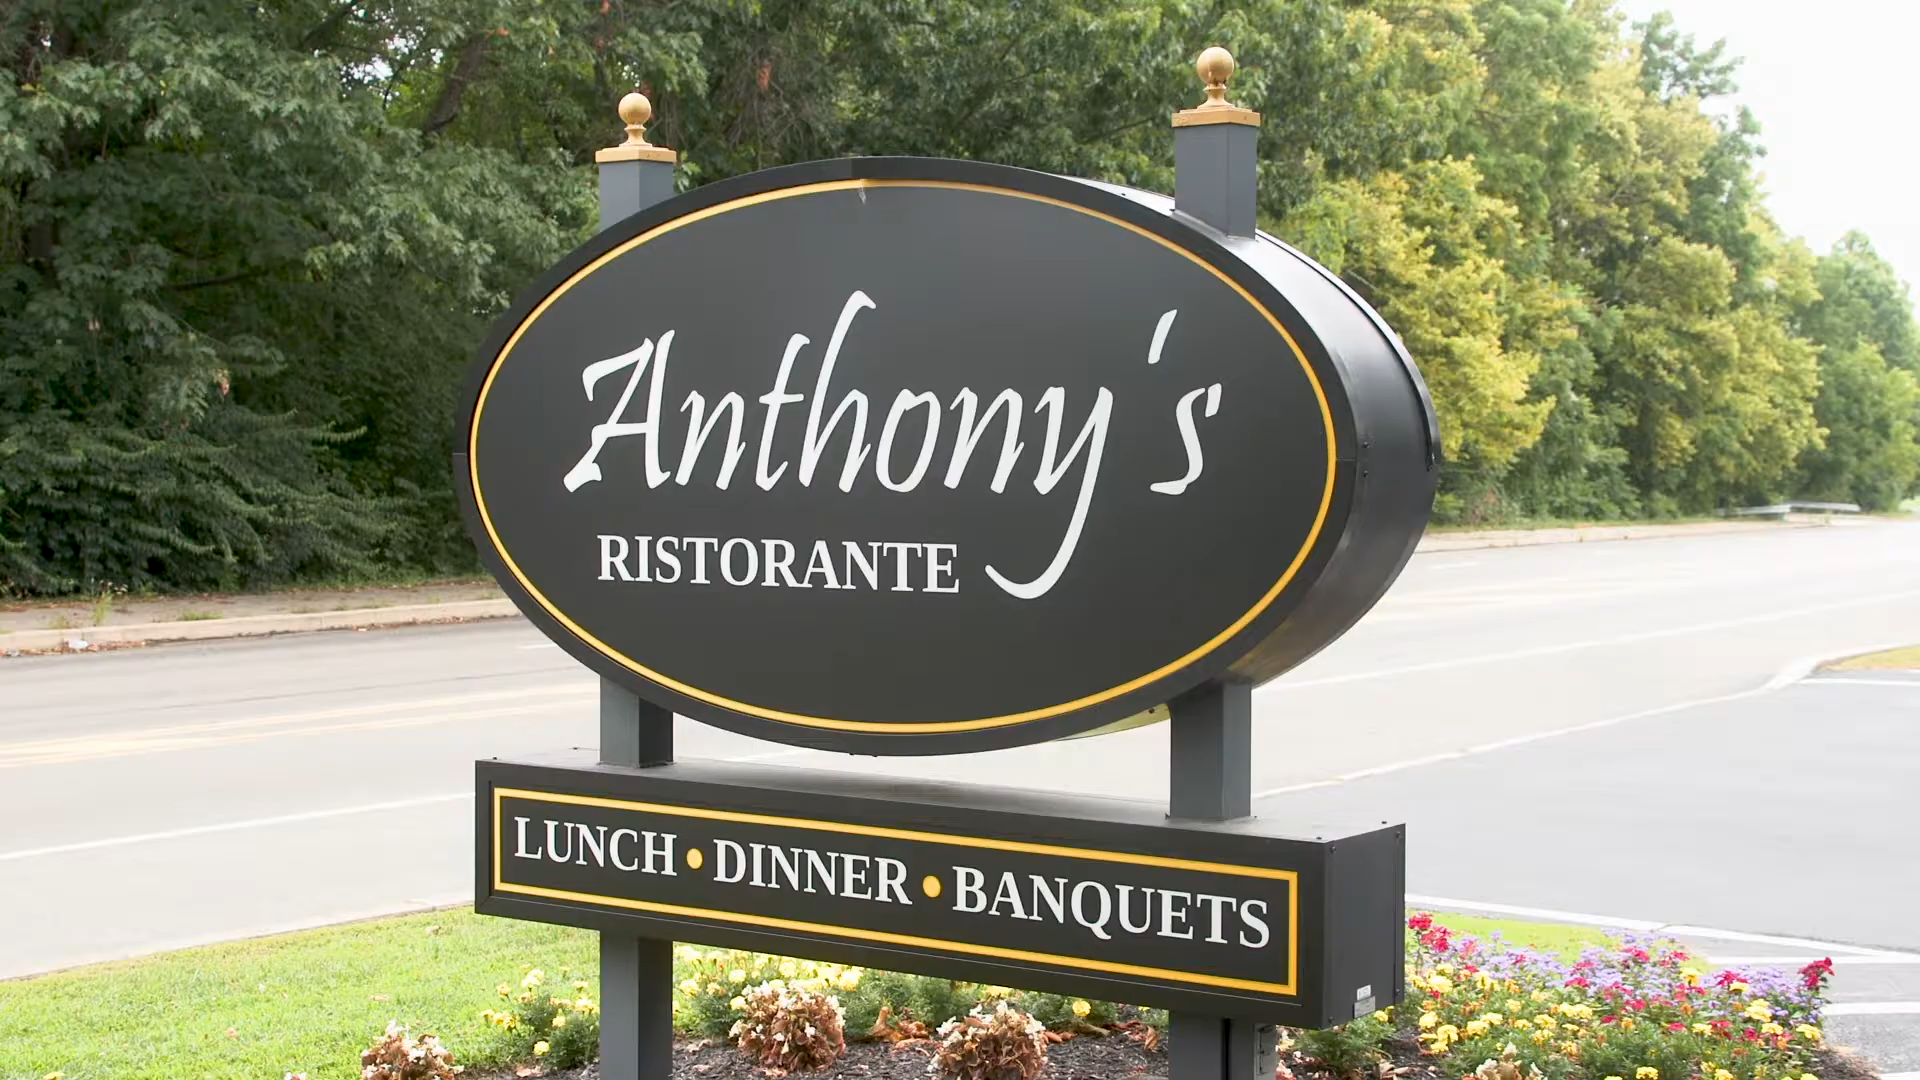 Anthony's
RISTORANTE
LUNCH • DINNER • BANQUETS